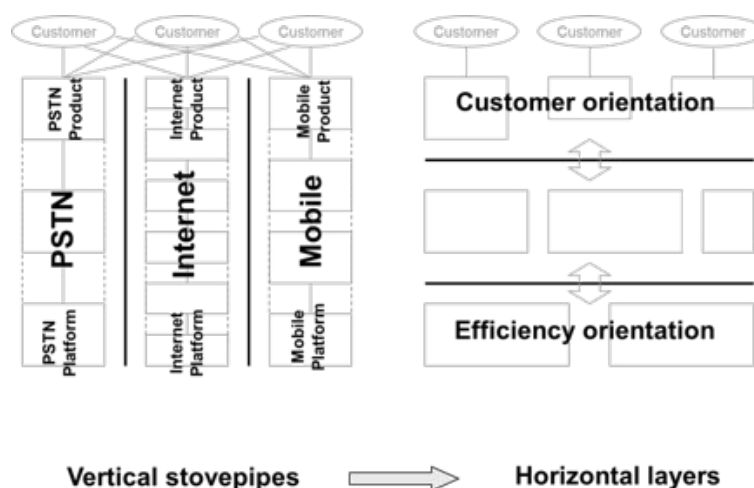 Customer Customer Customer Customer Customer Customer
PSTN
Product
Internet
Product
Mobile
Product
Customer orientation
PSTN
Internet
Mobile
PSTN
Platform
Internet
Platform
Mobile
Platform
Efficiency orientation
Vertical stovepipes Horizontal layers